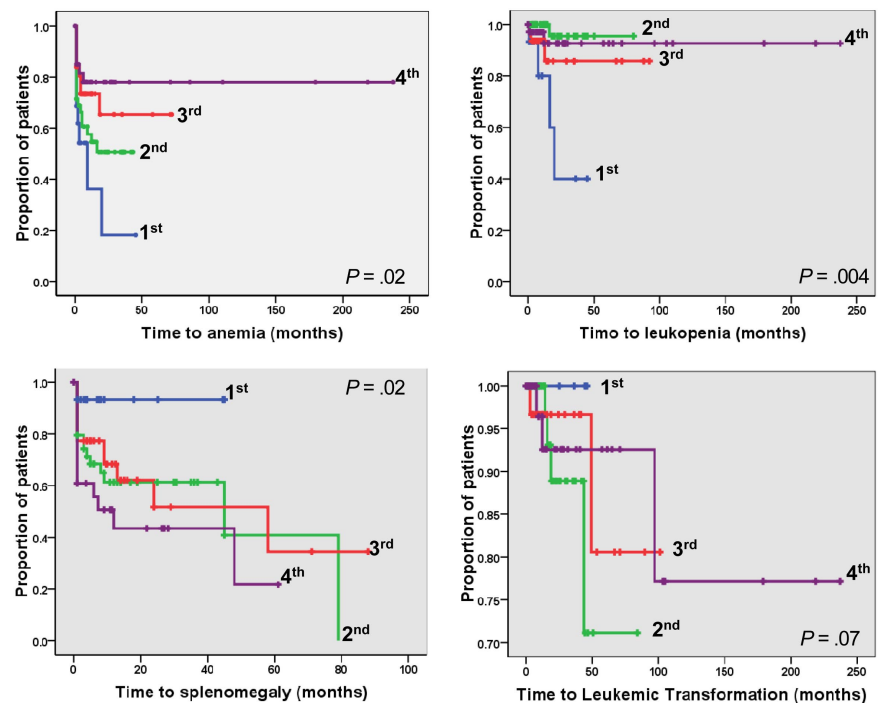 Proportion of patients
1.0
0.8
0.6
0.4
0.2
0.0
4th
3rd
2nd
1st
P = .02
0 50 100 150 200 250
Time to anemia (months)
Proportion of patients
1.0
0.8
0.6
0.4
0.2
0.0
2nd
4th
3rd
1st
P = .004
0 50 100 150 200 250
Timo to leukopenia (months)
Proportion of patients
1.0
0.8
0.6
0.4
0.2
0.0
1st
P = .02
3rd
4th
2nd
0 20 40 60 80 100
Time to splenomegaly (months)
Proportion of patients
1.00
0.95
0.90
0.85
0.80
0.75
0.70
1st
3rd
4th
2nd
P = .07
0 50 100 150 200 250
Time to Leukemic Transformation (months)